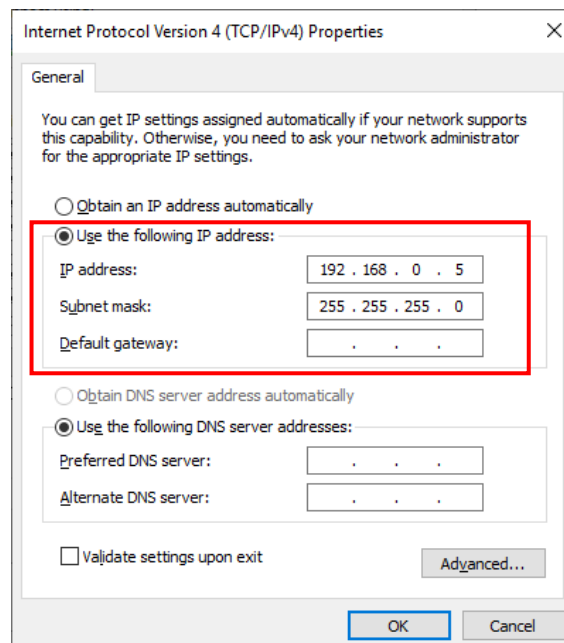 Internet Protocol Version 4 (TCP/IPv4) Properties
General
You can get IP settings assigned automatically if your network supports
this capability. Otherwise, you need to ask your network administrator
for the appropriate IP settings.
Obtain an IP address automatically
Use the following IP address:
IP address: 192 . 168 . 0 . 5
Subnet mask: 255 . 255 . 255 . 0
Default gateway: . . .
Obtain DNS server address automatically
Use the following DNS server addresses:
Preferred DNS server: . . .
Alternate DNS server: . . .
Validate settings upon exit
Advanced...
OK Cancel